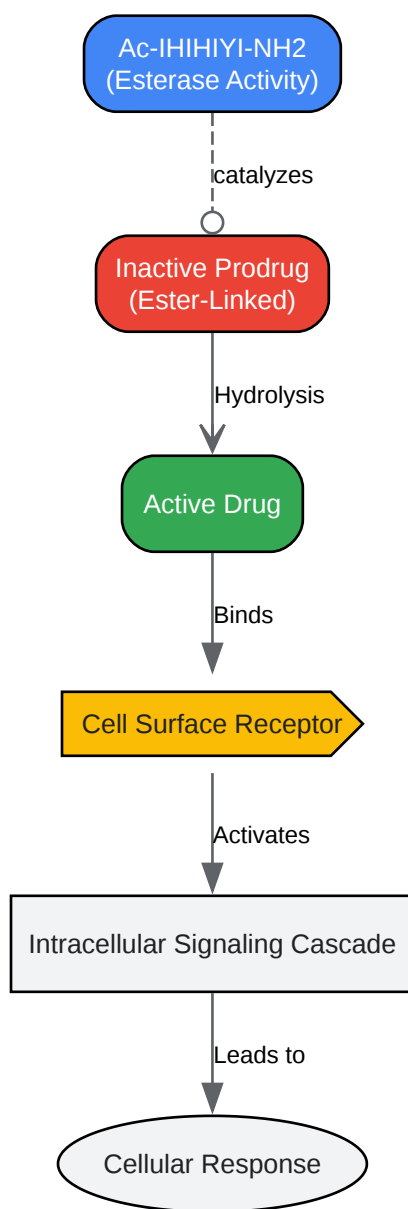 Ac-IHIHIYI-NH2
(Esterase Activity)
catalyzes
Inactive Prodrug
(Ester-Linked)
Hydrolysis
Active Drug
Binds
Cell Surface Receptor
Activates
Intracellular Signaling Cascade
Leads to
Cellular Response